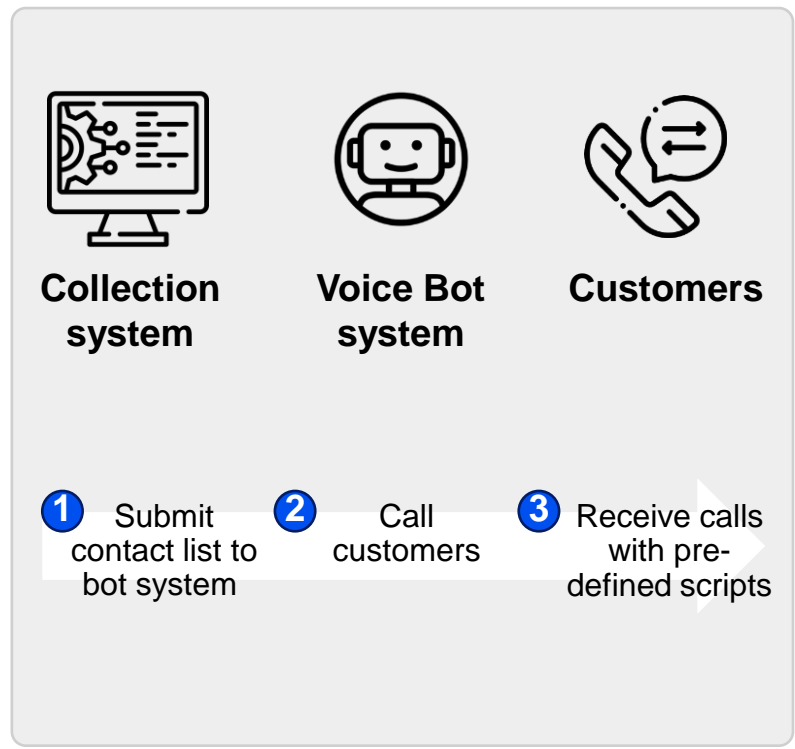 Collection
system
Voice Bot
system
Customers
1
Submit
contact list to
bot system
2
Call
customers
3
Receive calls
with pre-
defined scripts